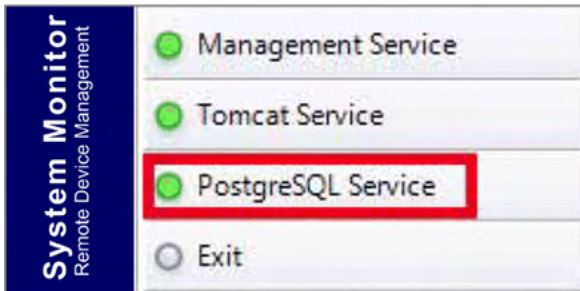 System Monitor
Remote Device Management
Management Service
Tomcat Service
PostgreSQL Service
Exit